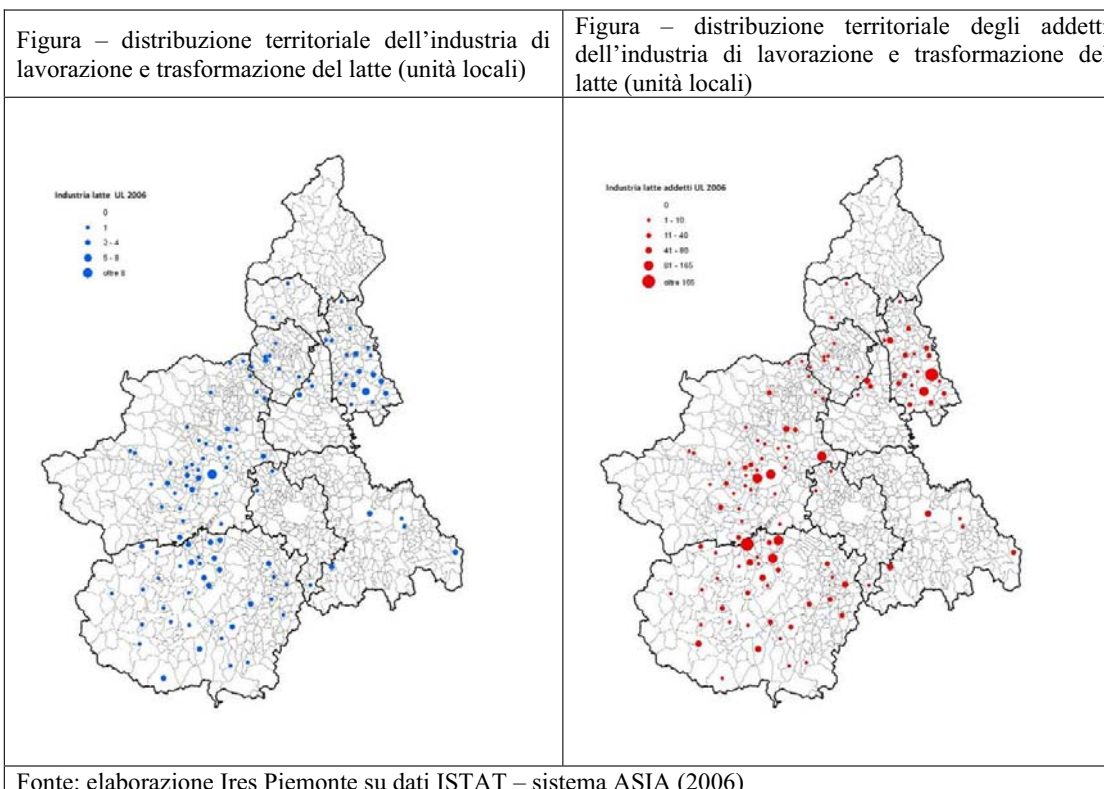 Figura – distribuzione territoriale dell'industria di
lavorazione e trasformazione del latte (unità locali)
Figura – distribuzione territoriale degli addetti
dell'industria di lavorazione e trasformazione del
latte (unità locali)
Industria latte UL 2006
0
1
2 - 4
5 - 8
oltre 8
Industria latte addetti UL 2006
0
1 - 10
11 - 40
41 - 80
81 - 165
oltre 165
Fonte: elaborazione Ires Piemonte su dati ISTAT – sistema ASIA (2006)